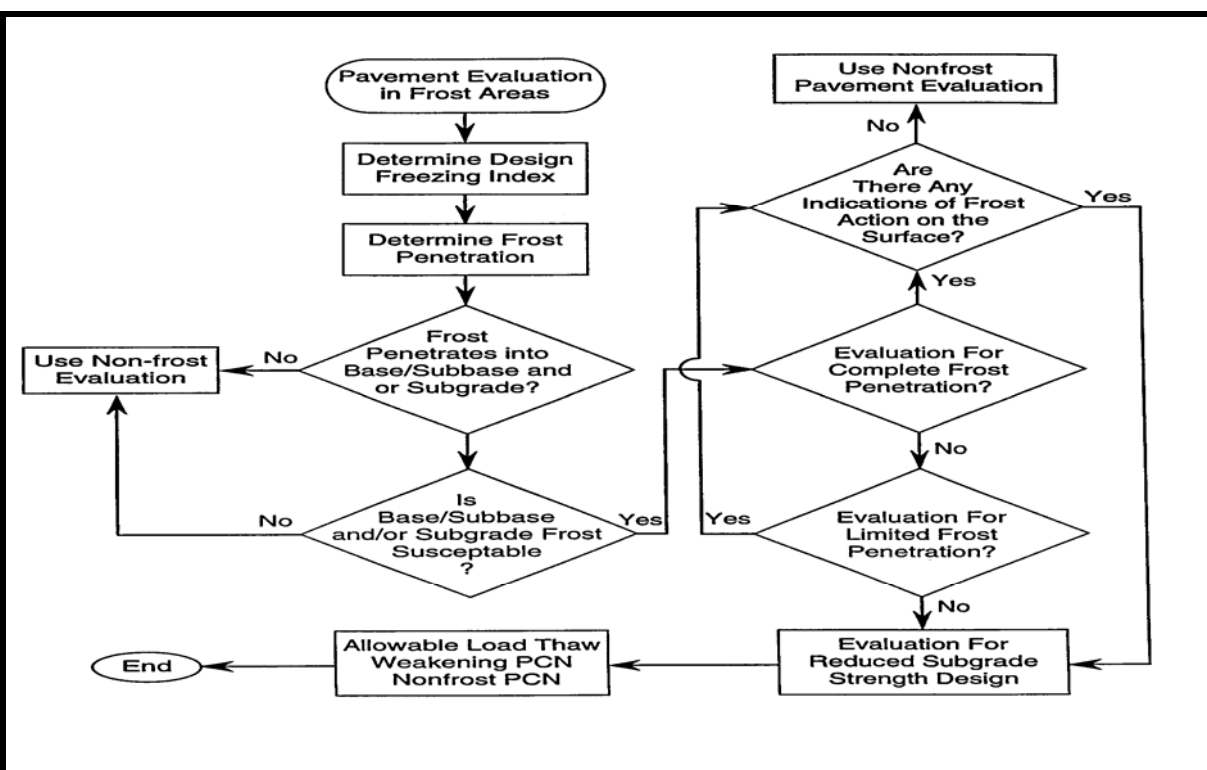 Pavement Evaluation
in Frost Areas
Determine Design
Freezing Index
Determine Frost
Penetration
Frost
Penetrates into
Base/Subbase and
or Subgrade?
No
Use Non-frost
Evaluation
Is
Base/Subbase
and/or Subgrade Frost
Susceptable
?
No
Yes
Use Nonfrost
Pavement Evaluation
No
Are
There Any
Indications of Frost
Action on the
Surface?
Yes
Yes
Evaluation For
Complete Frost
Penetration?
No
Yes
Evaluation For
Limited Frost
Penetration?
No
Evaluation For
Reduced Subgrade
Strength Design
Allowable Load Thaw
Weakening PCN
Nonfrost PCN
End